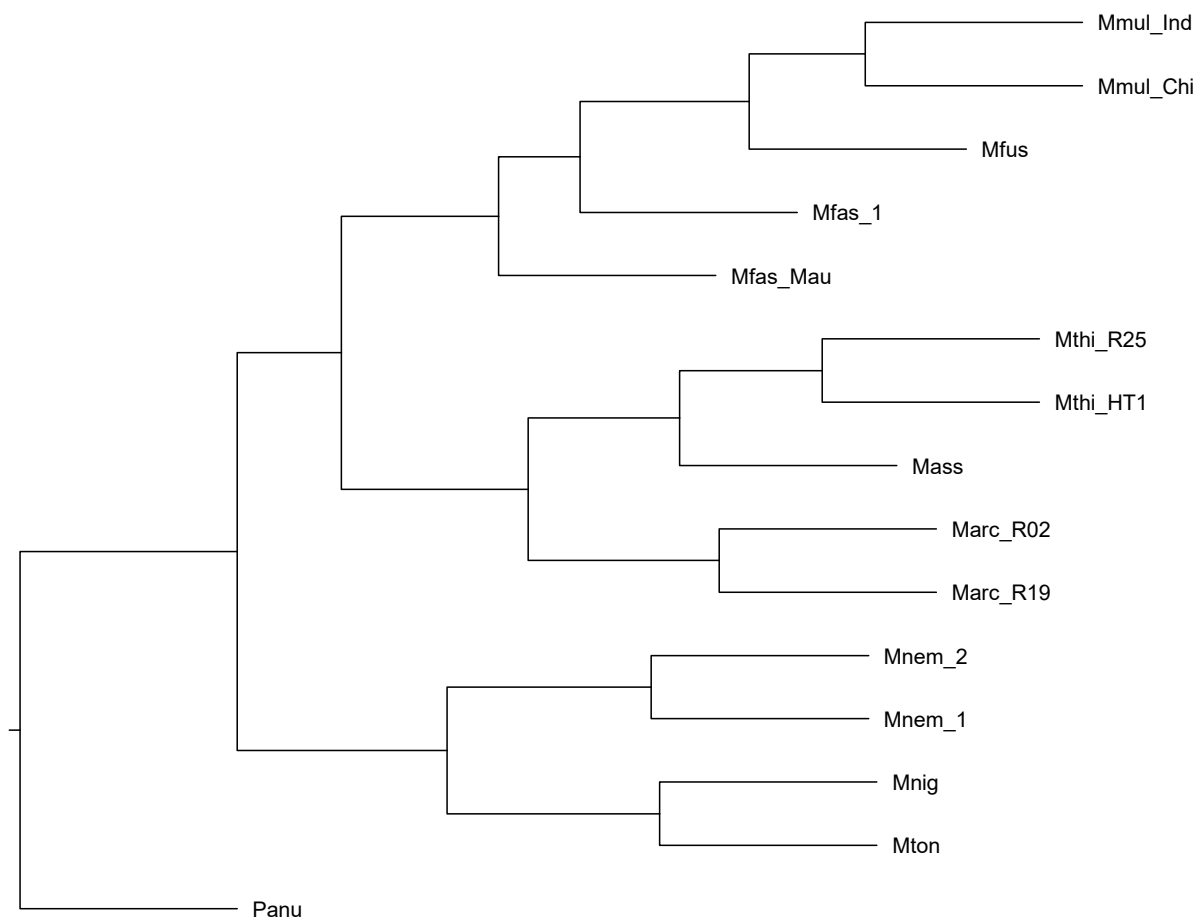 Mmul_Ind
Mmul_Chi
Mfus
Mfas_1
Mfas_Mau
Mthi_R25
Mthi_HT1
Mass
Marc_R02
Marc_R19
Mnem_2
Mnem_1
Mnig
Mton
Panu